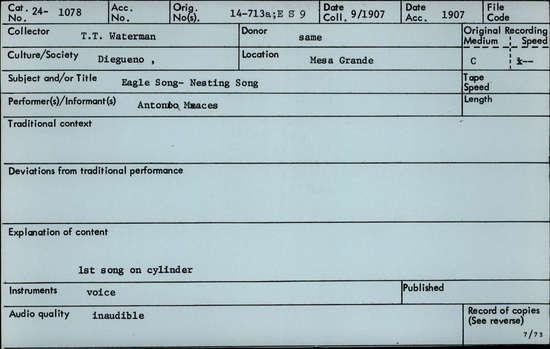 Cat. No. 24- 1078 Acc. No. Orig. No(s). 14-713a;E S 9 Date Coll. 9/1907 Date Acc. 1907 File Code
Collector T.T. Waterman Donor same Original Recording Medium Speed
Culture/Society Diegueno , Location Mesa Grande C
Subject and/or Title Eagle Song- Nesting Song Tape Speed
Performer(s)/Informant(s) Length
Traditional context
Deviations from traditional performance
Explanation of content
1st song on cylinder
Instruments voice Published
Audio quality inaudible Record of copies (See reverse)
7/73